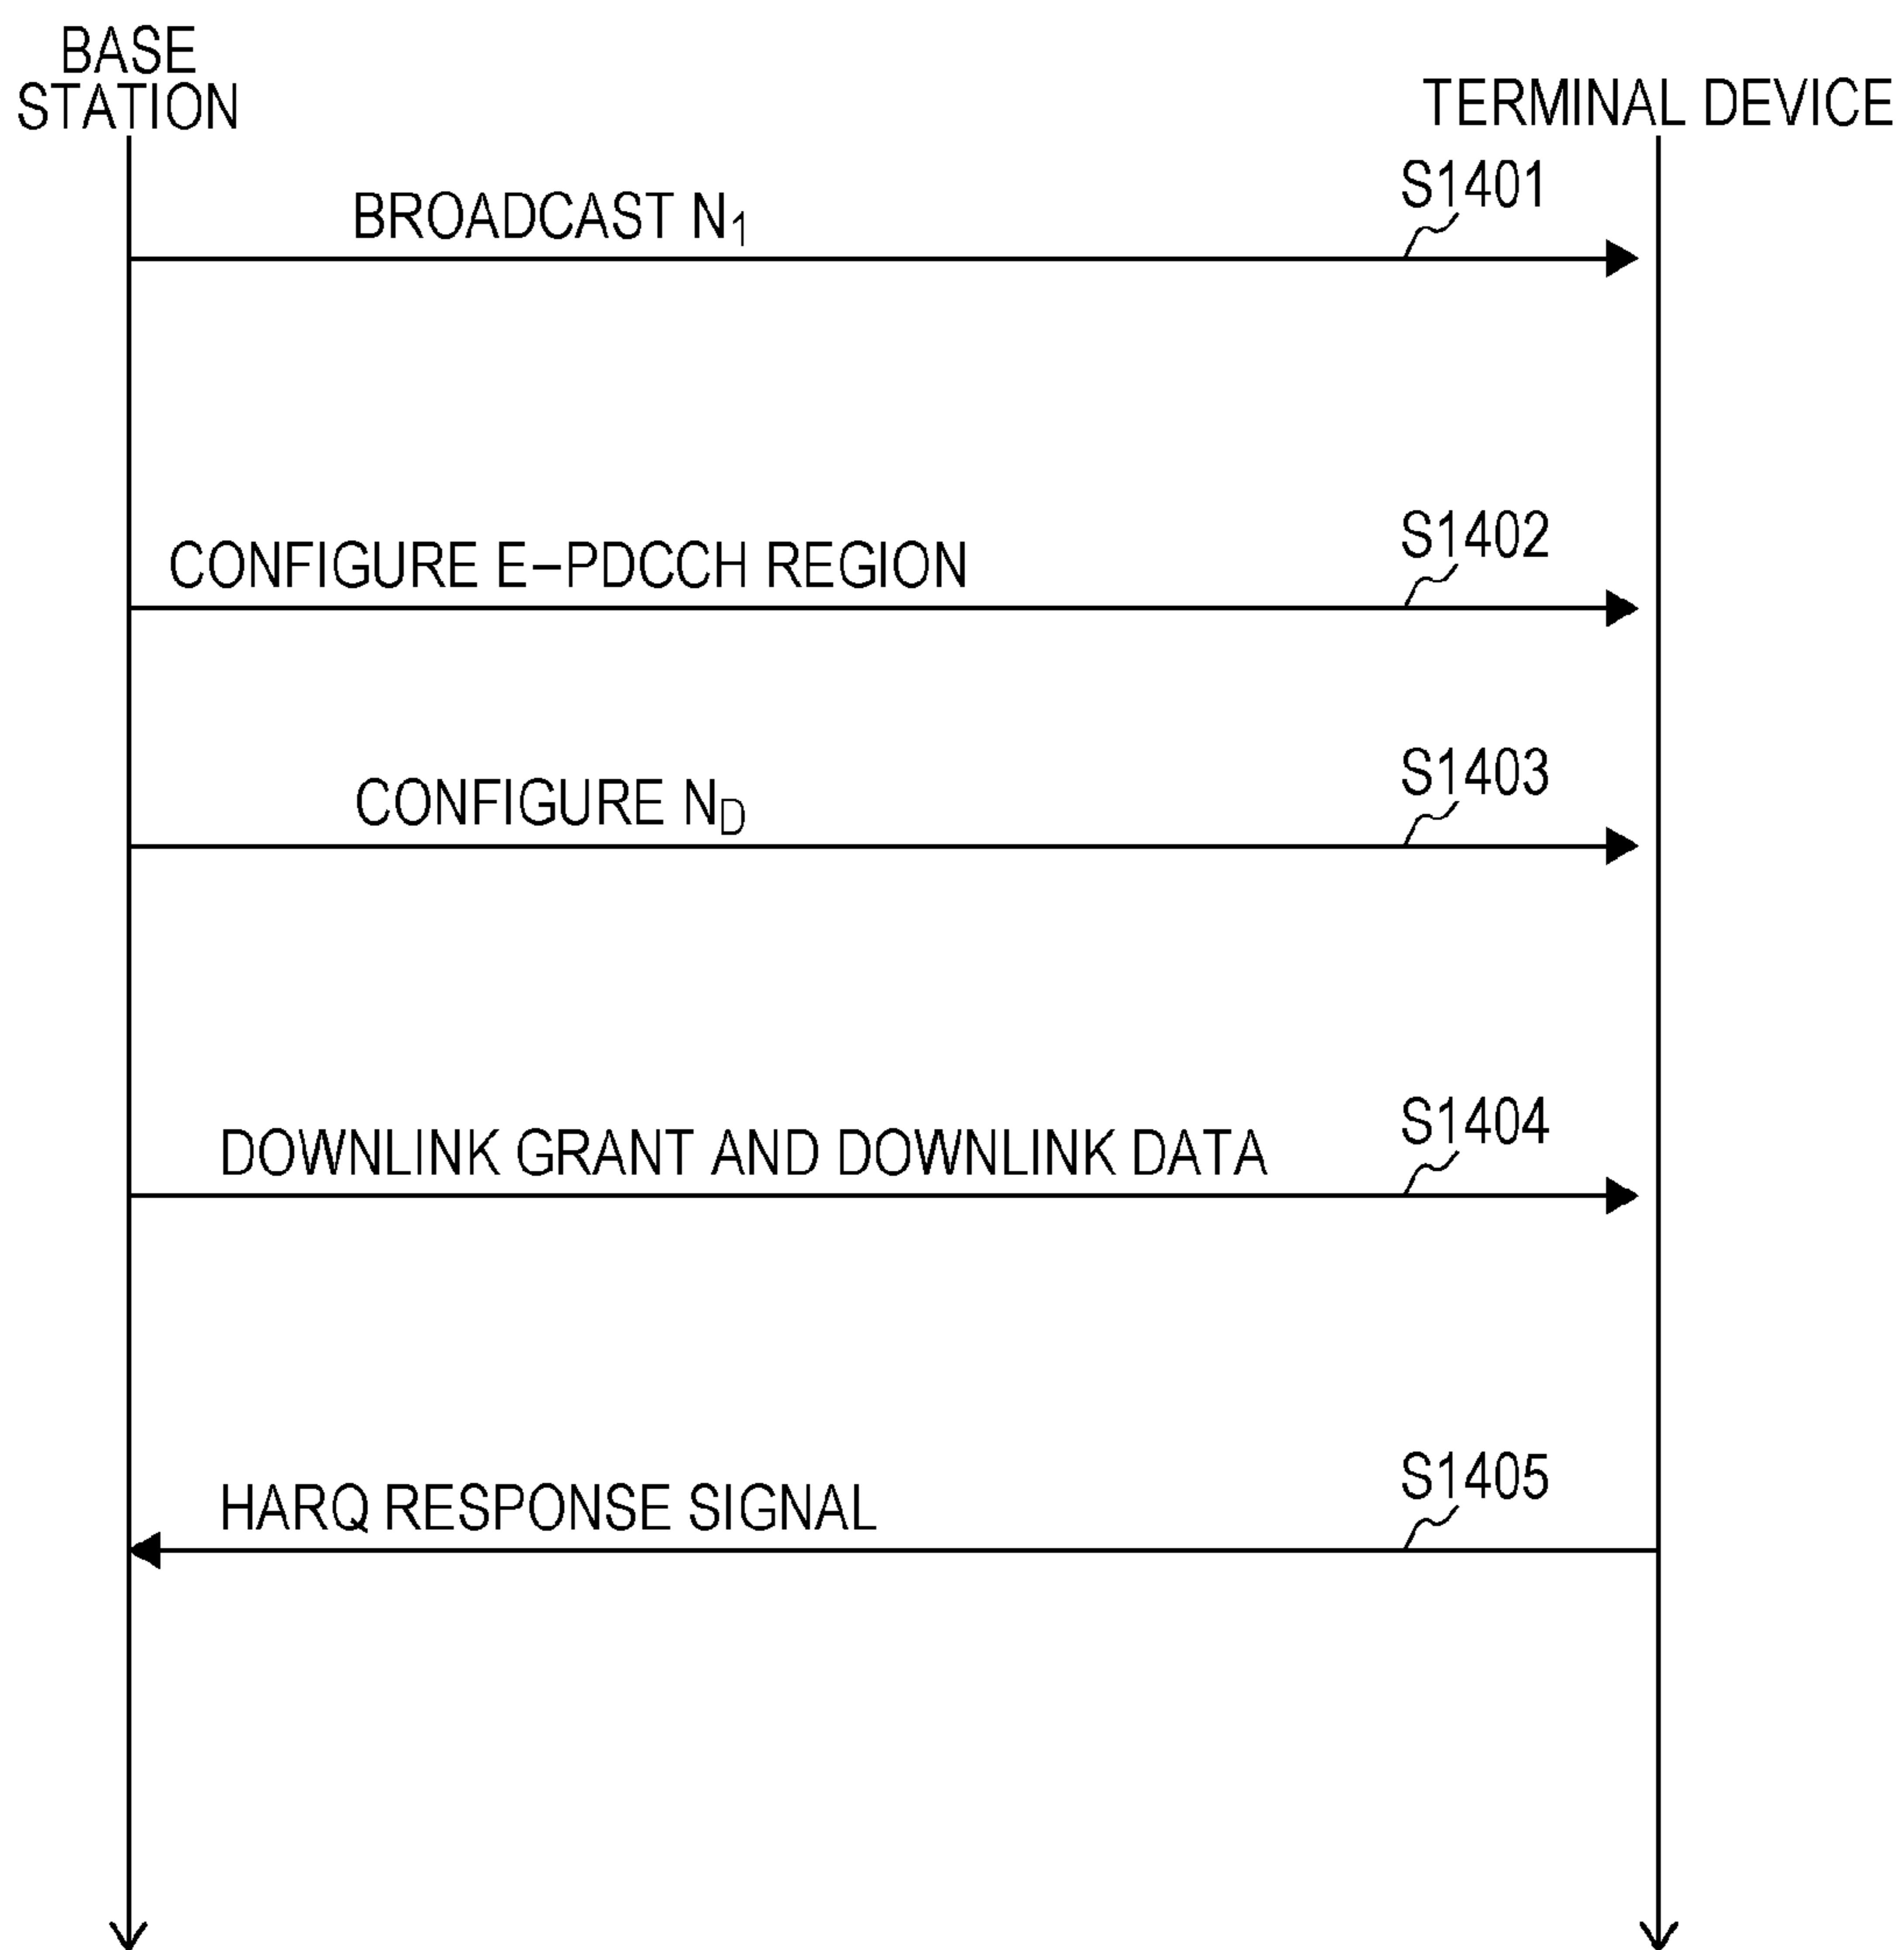 BASE
STATION
TERMINAL DEVICE
S1401
BROADCAST N₁
S1402
CONFIGURE E−PDCCH REGION
S1403
CONFIGURE N_D
S1404
DOWNLINK GRANT AND DOWNLINK DATA
S1405
HARQ RESPONSE SIGNAL